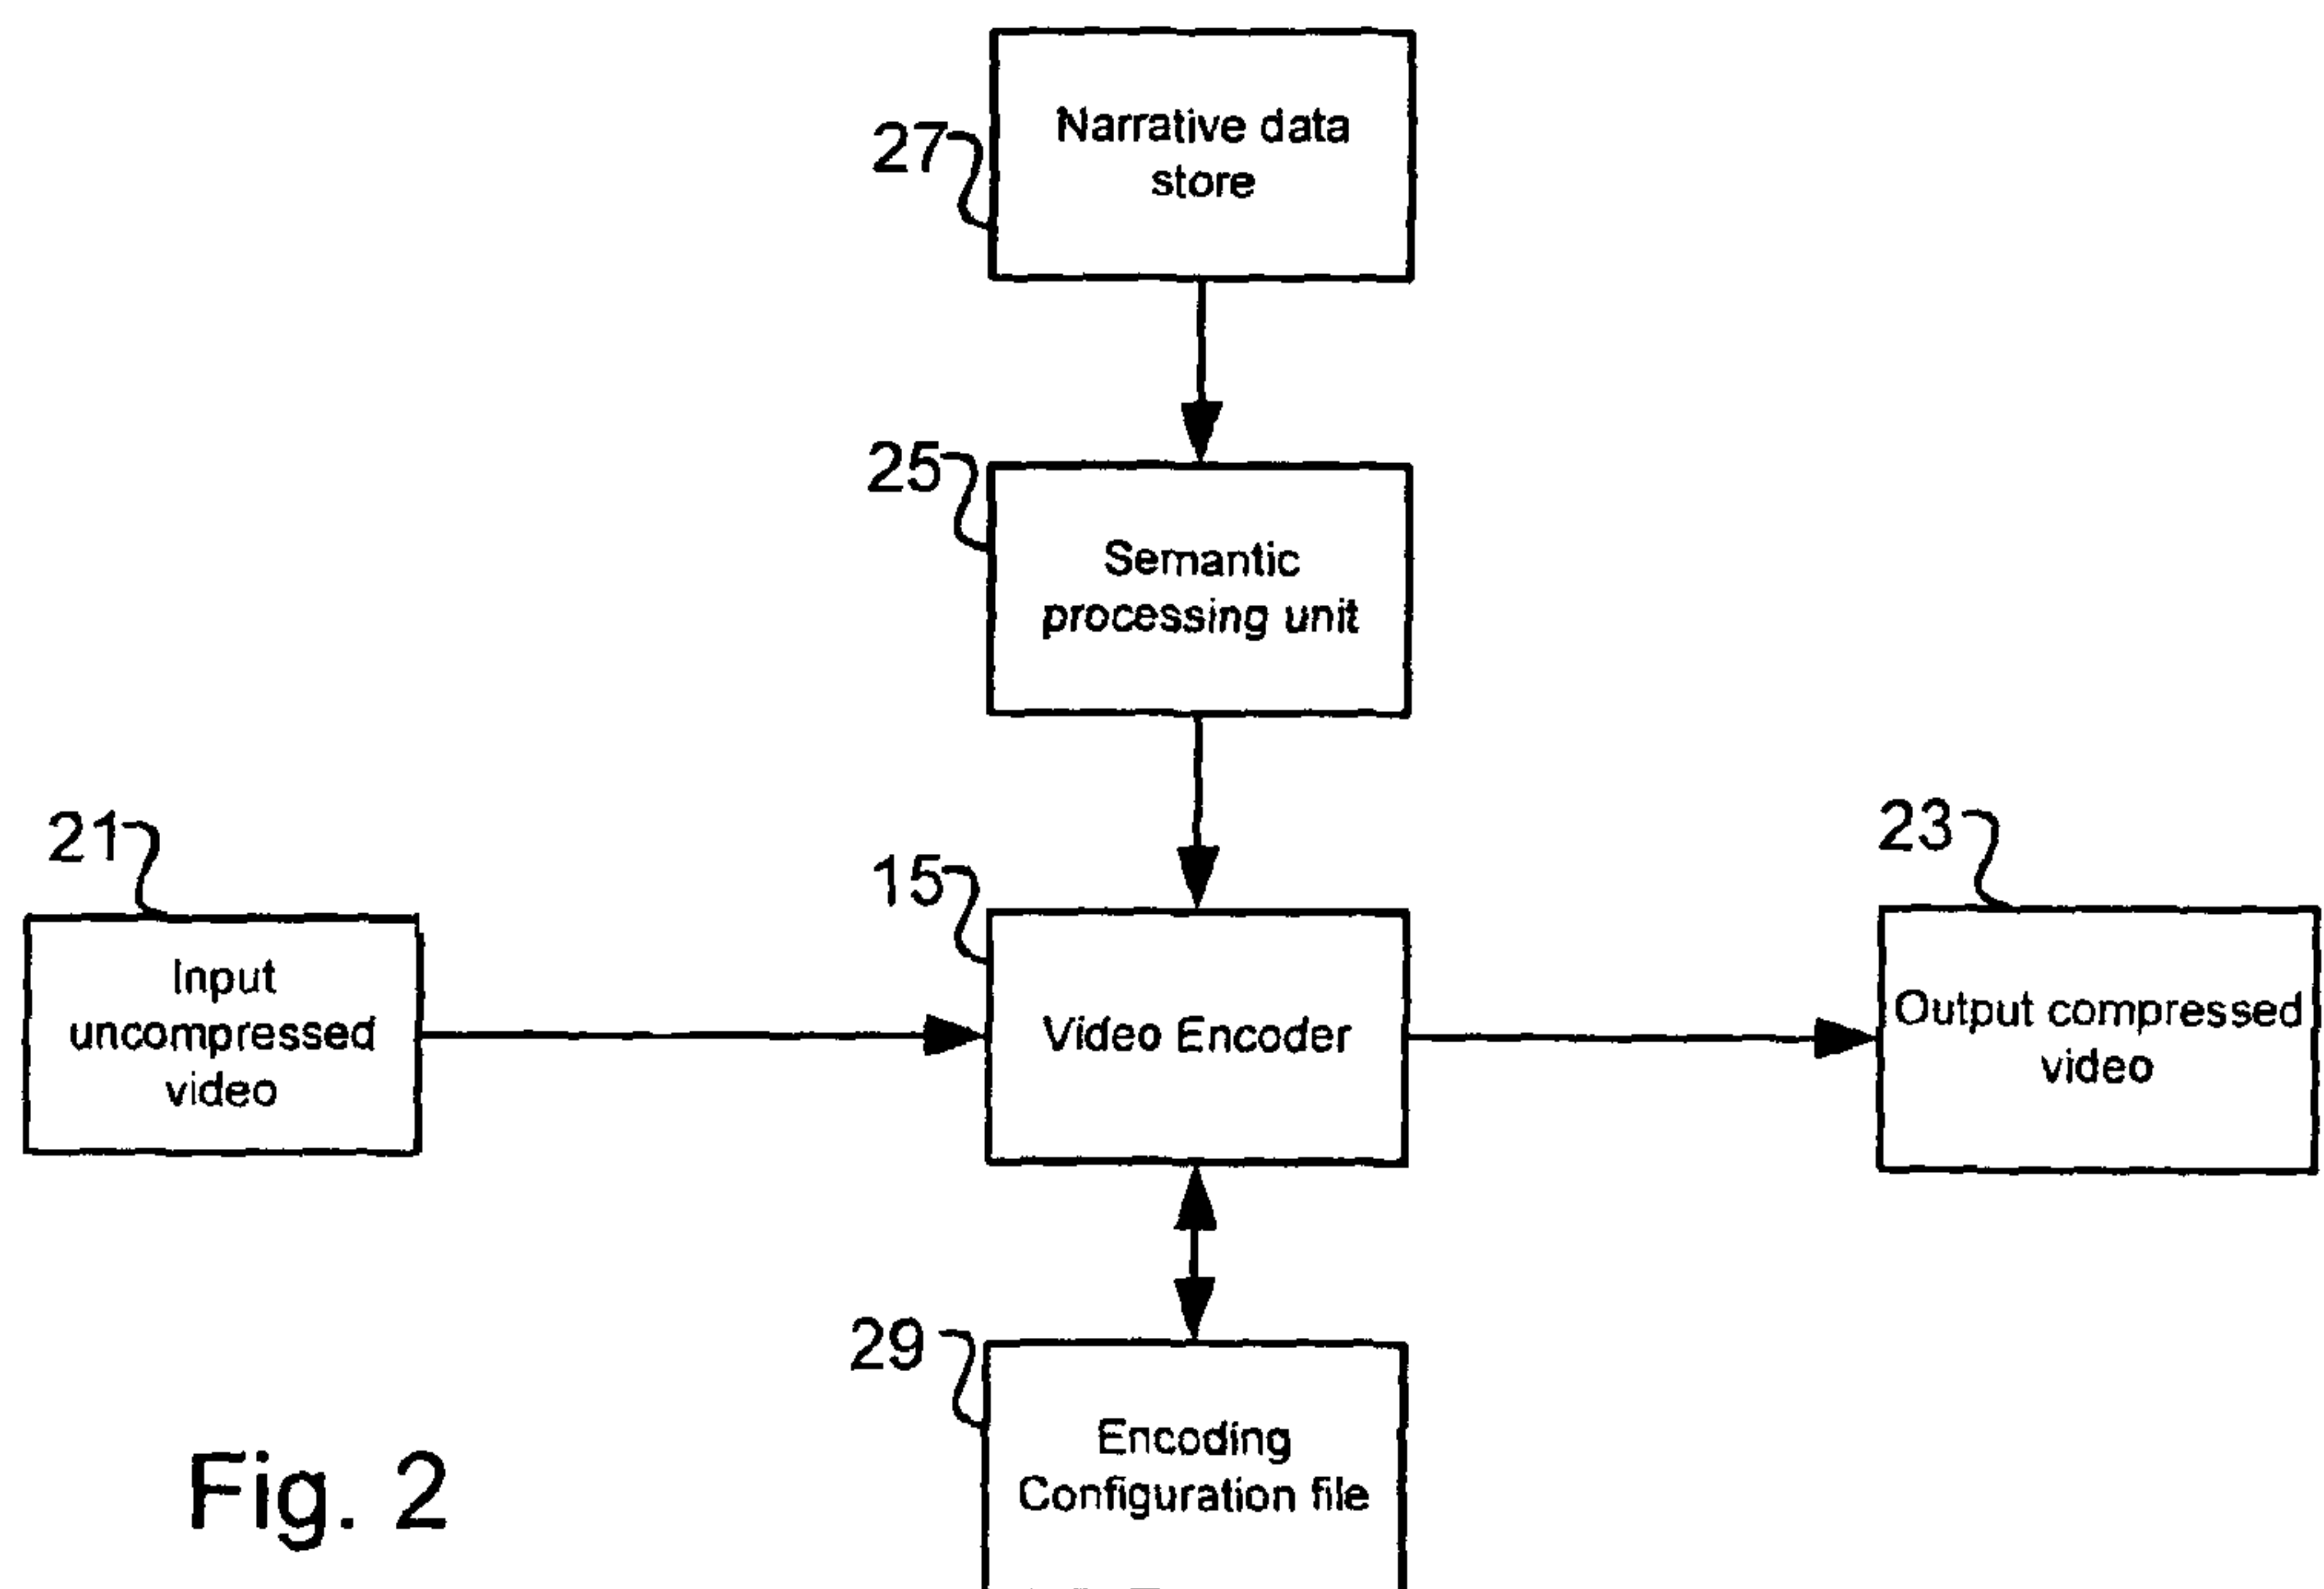 27
Narrative data
store
25
Semantic
processing unit
21
Input
uncompressed
video
15
Video Encoder
23
Output compressed
video
29
Encoding
Configuration file
Fig. 2